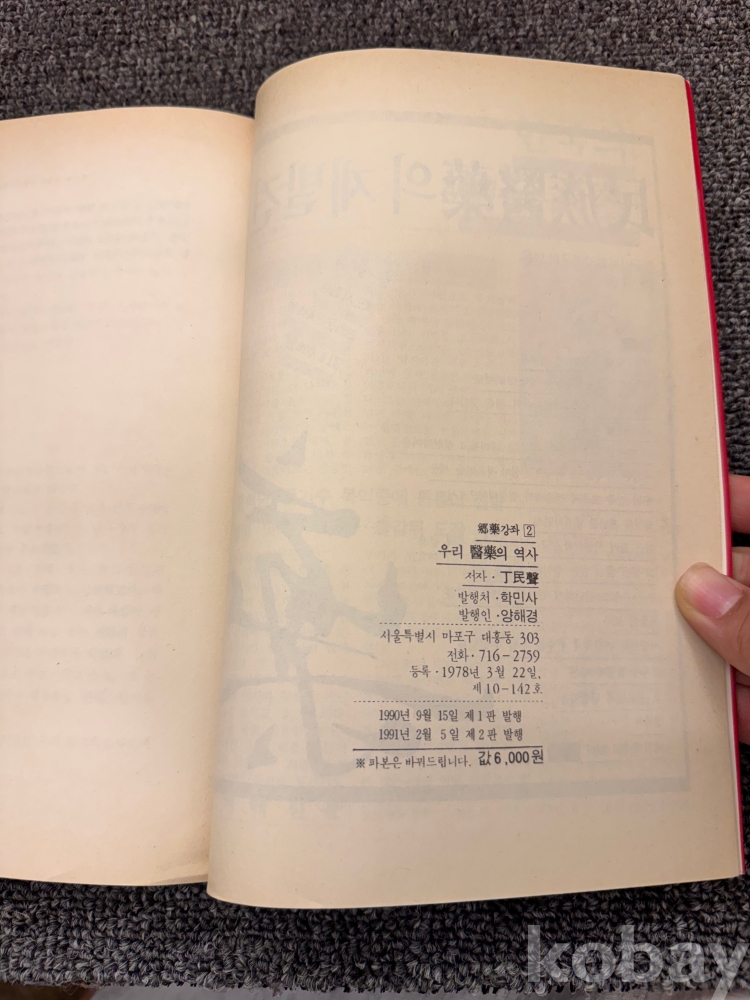 鄕藥강좌 2
우리 醫藥의 역사
저자·丁民聲
발행처·학민사
발행인·양해경
서울특별시 마포구 대흥동 303
전화·716-2759
등록·1978년 3월 22일,
제10-142호
1990년 9월 15일 제1판 발행
1991년 2월 5일 제2판 발행
※ 파본은 바꿔드립니다. 값 6,000원
kobay